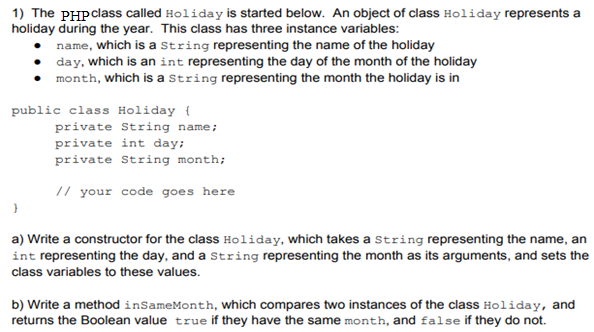 1) The PHP class called Holiday is started below. An object of class Holiday represents a
holiday during the year. This class has three instance variables:
● name, which is a String representing the name of the holiday
● day, which is an int representing the day of the month of the holiday
● month, which is a String representing the month the holiday is in
public class Holiday {
private String name;
private int day;
private String month;
// your code goes here
}
a) Write a constructor for the class Holiday, which takes a String representing the name, an
int representing the day, and a String representing the month as its arguments, and sets the
class variables to these values.
b) Write a method inSameMonth, which compares two instances of the class Holiday, and
returns the Boolean value true if they have the same month, and false if they do not.